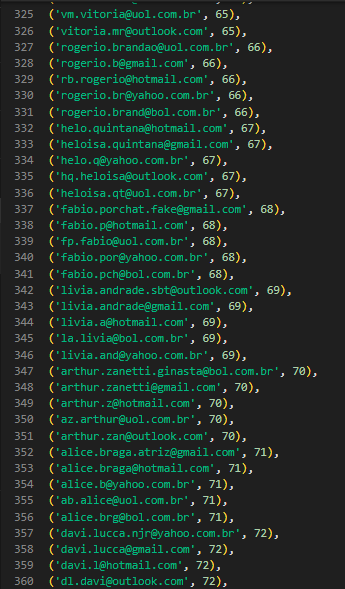 325 ('vm.vitoria@uol.com.br', 65),
326 ('vitoria.mr@outlook.com', 65),
327 ('rogerio.brandao@uol.com.br', 66),
328 ('rogerio.b@gmail.com', 66),
329 ('rb.rogerio@hotmail.com', 66),
330 ('rogerio.br@yahoo.com.br', 66),
331 ('rogerio.brand@bol.com.br', 66),
332 ('helo.quintana@hotmail.com', 67),
333 ('heloisa.quintana@gmail.com', 67),
334 ('helo.q@yahoo.com.br', 67),
335 ('hq.heloisa@outlook.com', 67),
336 ('heloisa.qt@uol.com.br', 67),
337 ('fabio.porchat.fake@gmail.com', 68),
338 ('fabio.p@hotmail.com', 68),
339 ('fp.fabio@uol.com.br', 68),
340 ('fabio.por@yahoo.com.br', 68),
341 ('fabio.pch@bol.com.br', 68),
342 ('livia.andrade.sbt@outlook.com', 69),
343 ('livia.andrade@gmail.com', 69),
344 ('livia.a@hotmail.com', 69),
345 ('la.livia@bol.com.br', 69),
346 ('livia.and@yahoo.com.br', 69),
347 ('arthur.zanetti.ginasta@bol.com.br', 70),
348 ('arthur.zanetti@gmail.com', 70),
349 ('arthur.z@hotmail.com', 70),
350 ('az.arthur@uol.com.br', 70),
351 ('arthur.zan@outlook.com', 70),
352 ('alice.braga.atriz@gmail.com', 71),
353 ('alice.braga@hotmail.com', 71),
354 ('alice.b@yahoo.com.br', 71),
355 ('ab.alice@uol.com.br', 71),
356 ('alice.brg@bol.com.br', 71),
357 ('davi.lucca.njr@yahoo.com.br', 72),
358 ('davi.lucca@gmail.com', 72),
359 ('davi.l@hotmail.com', 72),
360 ('dl.davi@outlook.com', 72),